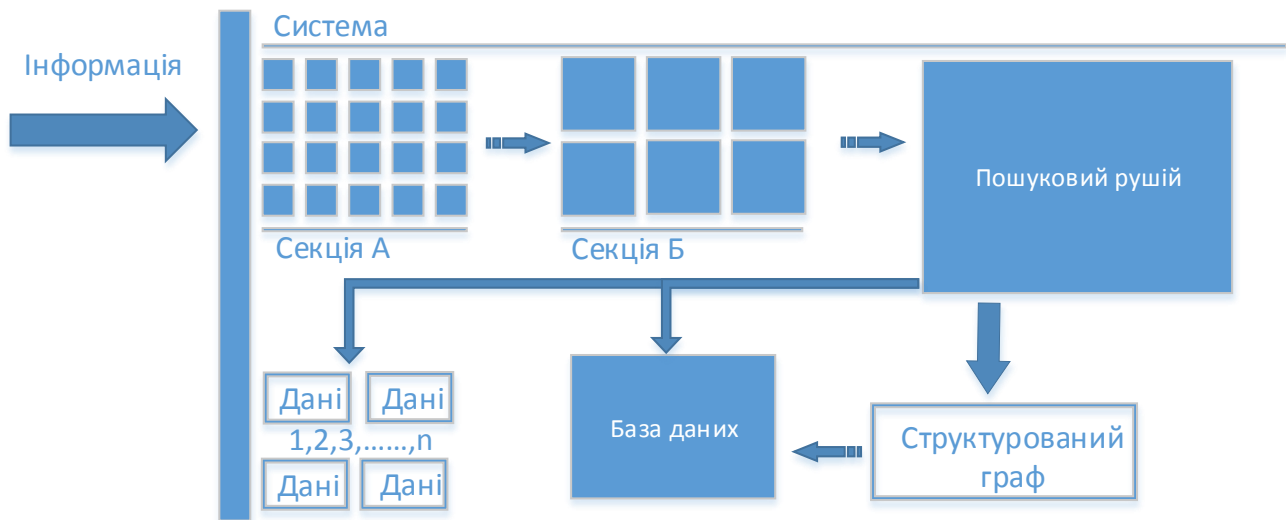 Система
Інформація
Пошуковий рушій
Секція А
Секція Б
Дані
Дані
1,2,3,......,n
Дані
Дані
База даних
Структурований
граф